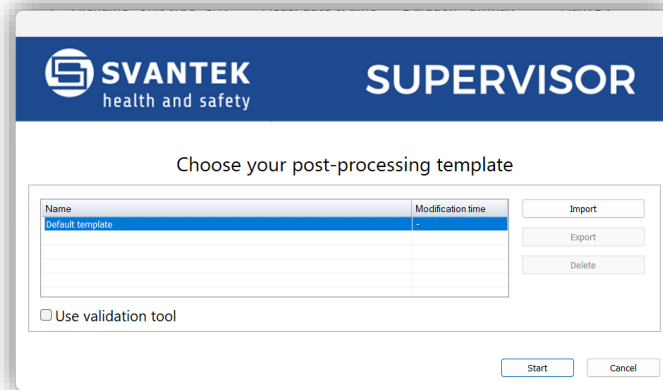 SVANTEK
health and safety
SUPERVISOR
Choose your post-processing template
Name Modification time
Default template -
Import
Export
Delete
Use validation tool
Start Cancel